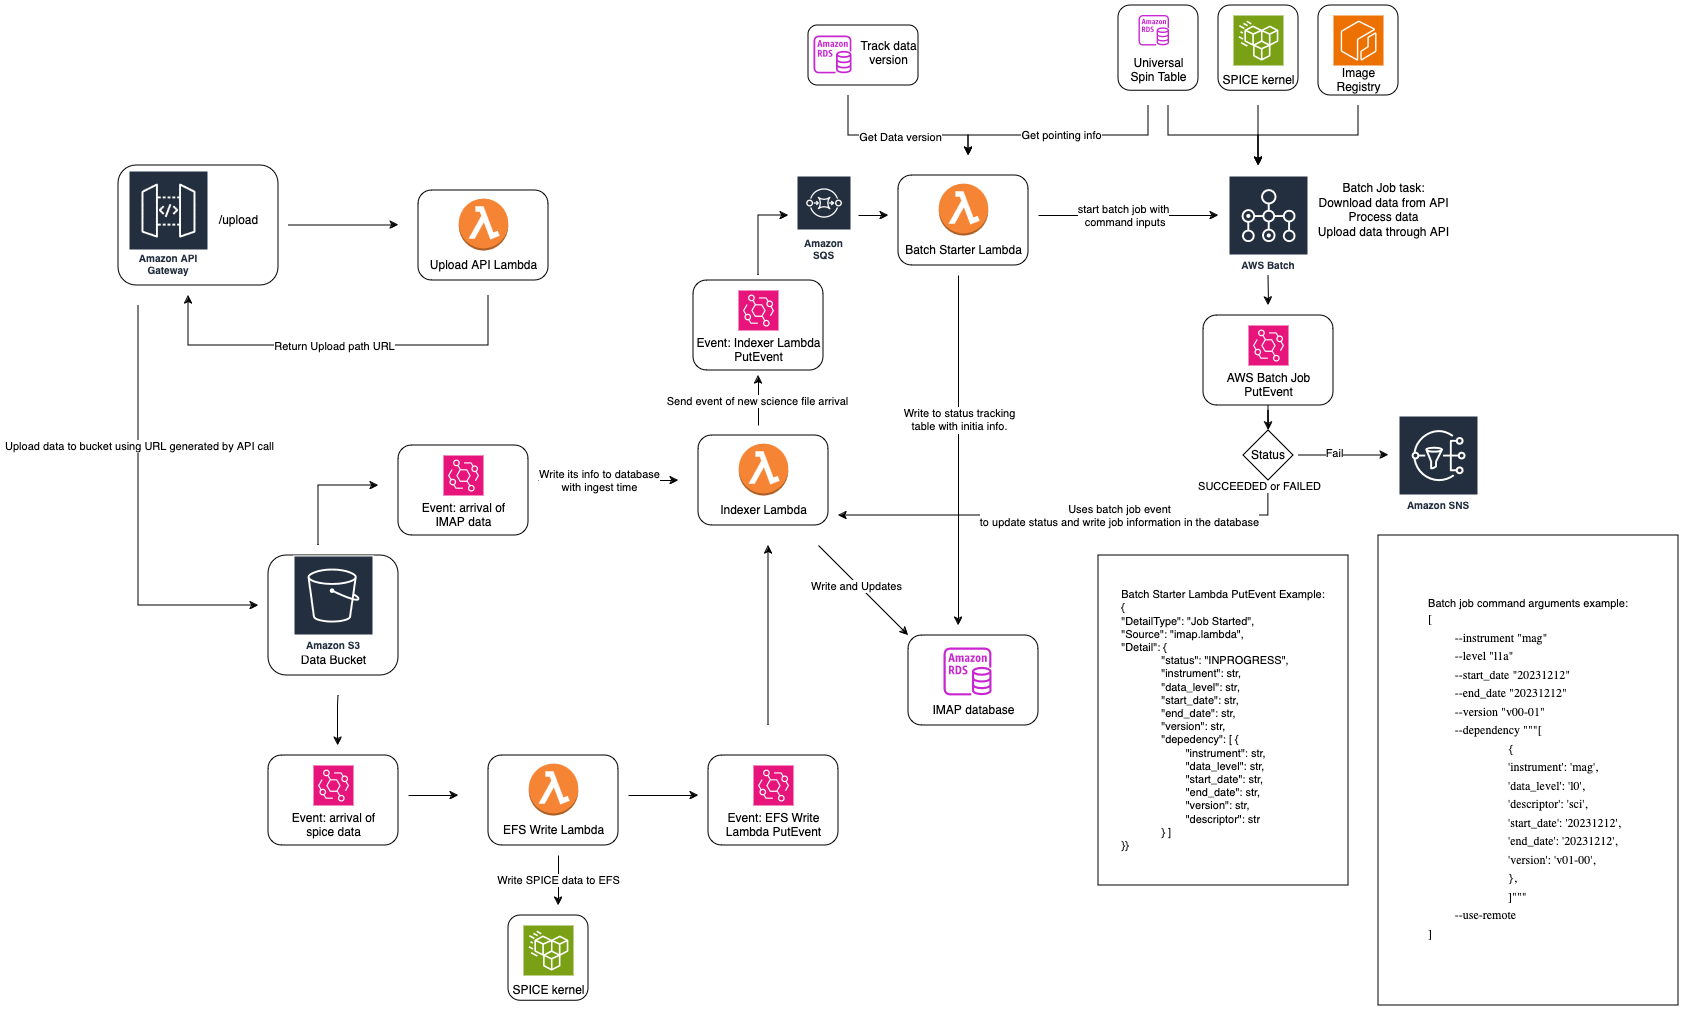 Amazon
RDS
Track data
version
Amazon
RDS
Universal
Spin Table
SPICE kernel
Image
Registry
Get Data version
Get pointing info
/upload
Amazon API
Gateway
Upload API Lambda
Return Upload path URL
Amazon
SQS
Batch Starter Lambda
start batch job with
command inputs
AWS Batch
Batch Job task:
Download data from API
Process data
Upload data through API
Event: Indexer Lambda
PutEvent
AWS Batch Job
PutEvent
Send event of new science file arrival
Write to status tracking
table with initia info.
Upload data to bucket using URL generated by API call
Status
Fail
SUCCEEDED or FAILED
Amazon SNS
Event: arrival of
IMAP data
Write its info to database
with ingest time
Indexer Lambda
Uses batch job event
to update status and write job information in the database
Amazon S3
Data Bucket
Write and Updates
Amazon
RDS
IMAP database
Event: arrival of
spice data
EFS Write Lambda
Event: EFS Write
Lambda PutEvent
Write SPICE data to EFS
SPICE kernel
Batch Starter Lambda PutEvent Example:
{
"DetailType": "Job Started",
"Source": "imap.lambda",
"Detail": {
"status": "INPROGRESS",
"instrument": str,
"data_level": str,
"start_date": str,
"end_date": str,
"version": str,
"depedency": [ {
"instrument": str,
"data_level": str,
"start_date": str,
"end_date": str,
"version": str,
"descriptor": str
} ]
}}
Batch job command arguments example:
[
--instrument "mag"
--level "l1a"
--start_date "20231212"
--end_date "20231212"
--version "v00-01"
--dependency """[
{
'instrument': 'mag',
'data_level': 'l0',
'descriptor': 'sci',
'start_date': '20231212',
'end_date': '20231212',
'version': 'v01-00',
},
]"""
--use-remote
]